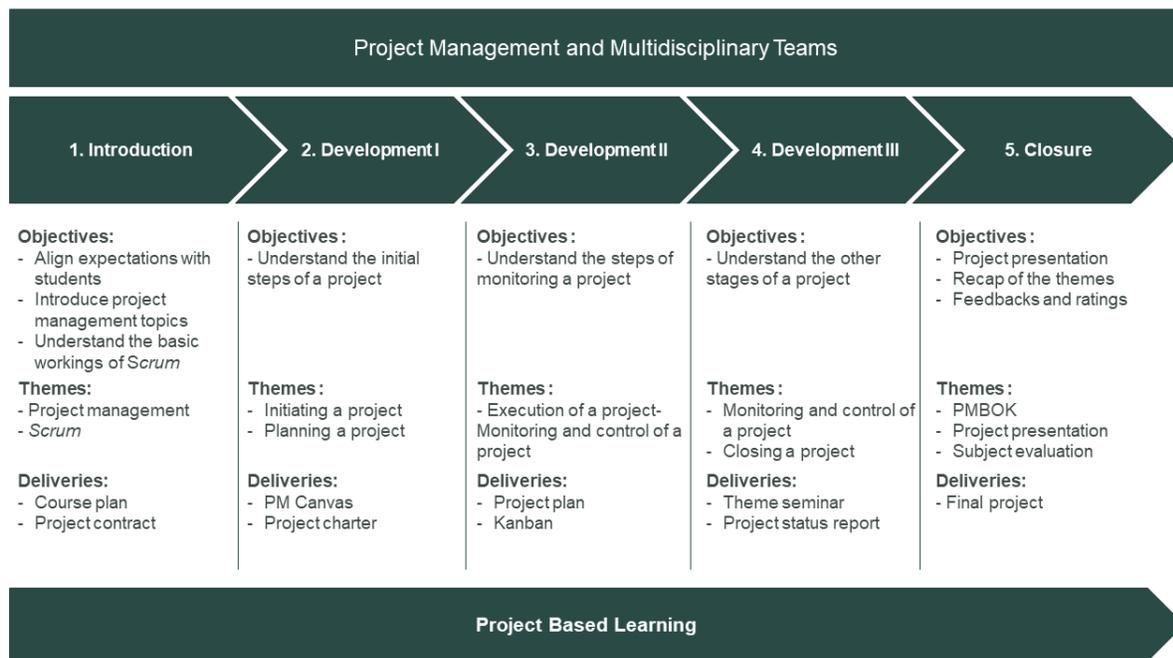 Project Management and Multidisciplinary Teams
1. Introduction
2. Development I
3. Development II
4. Development III
5. Closure
Objectives:
- Align expectations with
students
- Introduce project
management topics
- Understand the basic
workings of Scrum
Themes:
- Project management
- Scrum
Deliveries:
- Course plan
- Project contract
Objectives:
- Understand the initial
steps of a project
Themes:
- Initiating a project
- Planning a project
Deliveries:
- PM Canvas
- Project charter
Objectives:
- Understand the steps of
monitoring a project
Themes:
- Execution of a project-
Monitoring and control of a
project
Deliveries:
- Project plan
- Kanban
Objectives:
- Understand the other
stages of a project
Themes:
- Monitoring and control of
a project
- Closing a project
Deliveries:
- Theme seminar
- Project status report
Objectives:
- Project presentation
- Recap of the themes
- Feedbacks and ratings
Themes:
- PMBOK
- Project presentation
- Subject evaluation
Deliveries:
- Final project
Project Based Learning